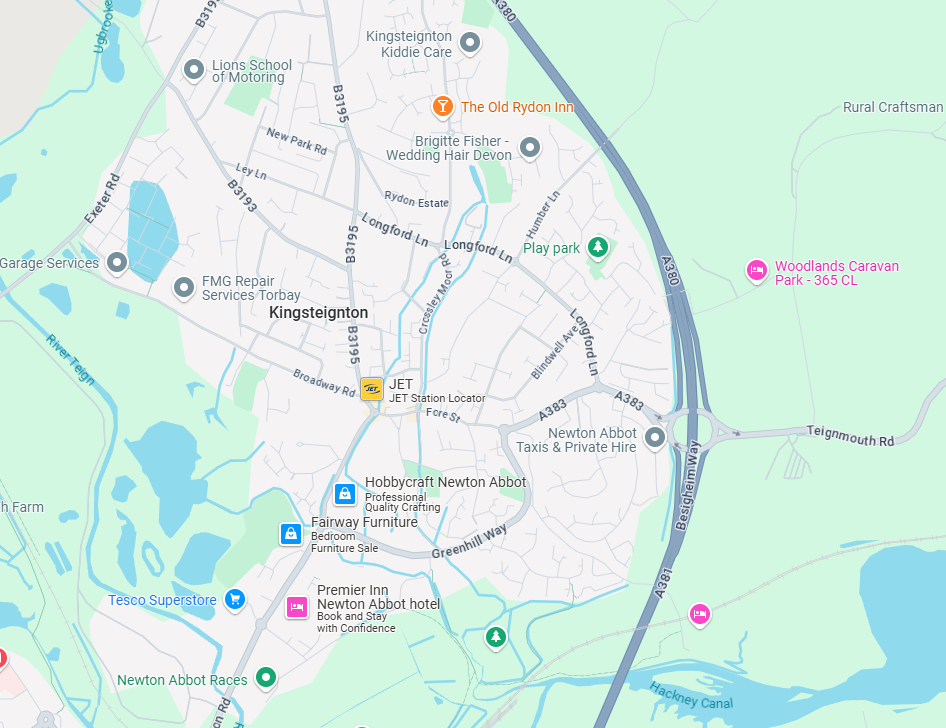 B3193
A380
Ugbrooke
Kingsteignton
Kiddie Care
Lions School
of Motoring
B3195
The Old Rydon Inn
Rural Craftsman
New Park Rd
Brigitte Fisher -
Wedding Hair Devon
Ley Ln
Exeter Rd
B3193
Rydon Estate
Humber Ln
Longford Ln
Longford Ln
Play park
B3195
Garage Services
A380
Woodlands Caravan
Park - 365 CL
FMG Repair
Services Torbay
Crossley Moor Rd
Kingsteignton
Longford Ln
B3195
River Teign
Blindwell Ave
Broadway Rd
JET
JET Station Locator
Fore St
A383
A383
Newton Abbot
Taxis & Private Hire
Teignmouth Rd
Besigheim Way
Hobbycraft Newton Abbot
Professional
Quality Crafting
h Farm
Fairway Furniture
Bedroom
Furniture Sale
Greenhill Way
A381
Premier Inn
Newton Abbot hotel
Book and Stay
with Confidence
Tesco Superstore
Newton Abbot Races
Hackney Canal
on Rd